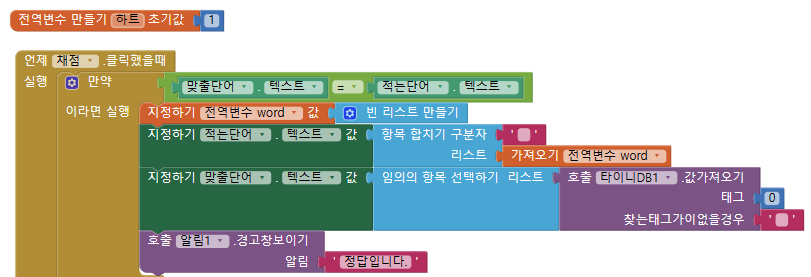 전역변수 만들기 하트 초기값 1
언제 채점 .클릭했을때
실행 만약 맞출단어 . 텍스트 = 적는단어 . 텍스트
이라면 실행 지정하기 전역변수 word 값 빈 리스트 만들기
지정하기 적는단어 . 텍스트 값 항목 합치기 구분자 ' '
리스트 가져오기 전역변수 word
지정하기 맞출단어 . 텍스트 값 임의의 항목 선택하기 리스트 호출 타이니DB1 .값가져오기
태그 0
찾는태그가이없을경우 ' '
호출 알림1 .경고창보이기
알림 ' 정답입니다. '